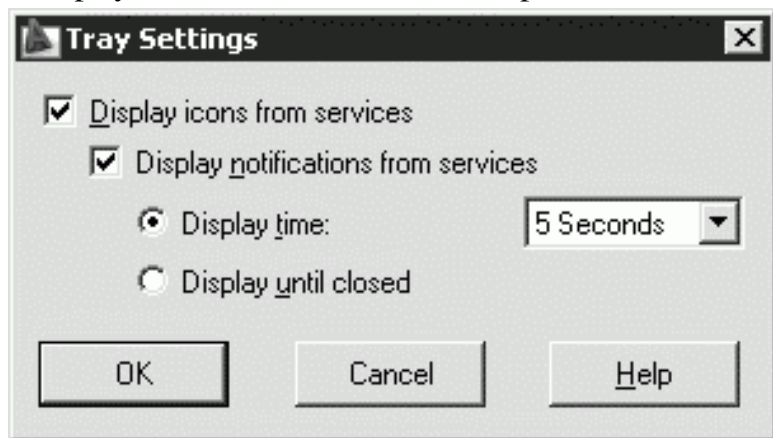 Tray Settings
Display icons from services
Display notifications from services
Display time: 5 Seconds
Display until closed
OK Cancel Help